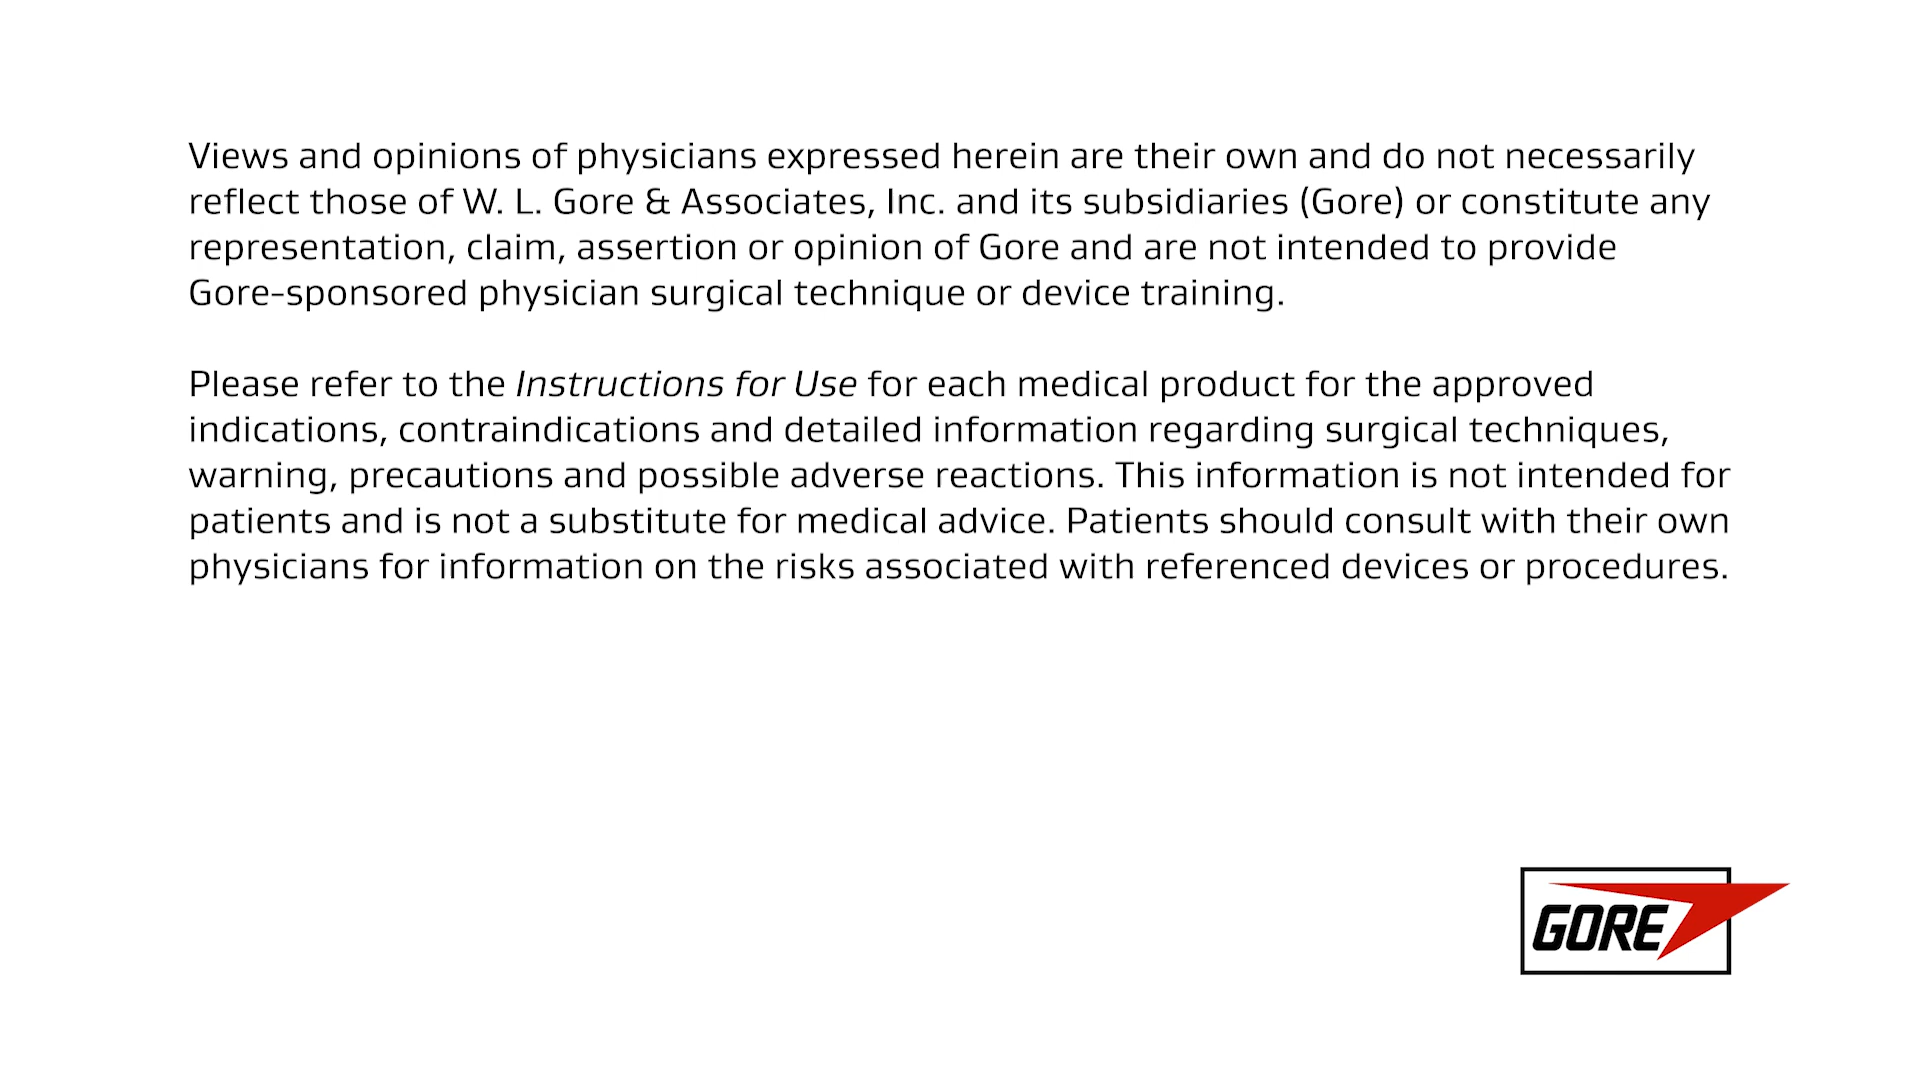 Views and opinions of physicians expressed herein are their own and do not necessarily
reflect those of W. L. Gore & Associates, Inc. and its subsidiaries (Gore) or constitute any
representation, claim, assertion or opinion of Gore and are not intended to provide
Gore-sponsored physician surgical technique or device training.
Please refer to the Instructions for Use for each medical product for the approved
indications, contraindications and detailed information regarding surgical techniques,
warning, precautions and possible adverse reactions. This information is not intended for
patients and is not a substitute for medical advice. Patients should consult with their own
physicians for information on the risks associated with referenced devices or procedures.
GORE